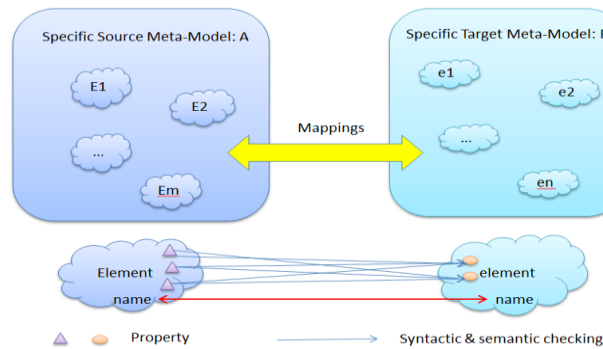 Specific Source Meta-Model: A
Specific Target Meta-Model:
E1
E2
...
Em
Mappings
e1
e2
...
en
Element
name
element
name
Property
Syntactic & semantic checking